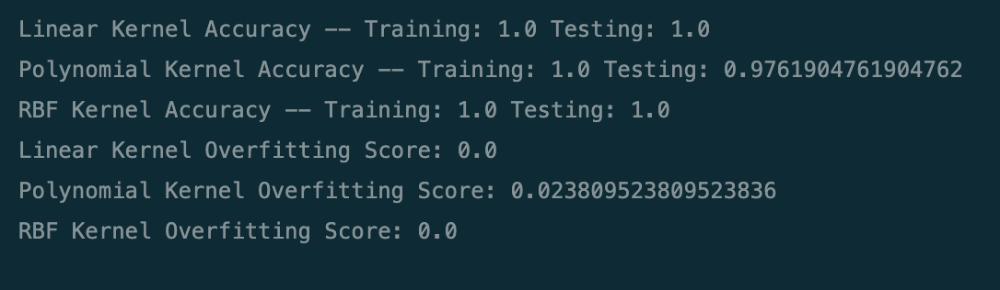 Linear Kernel Accuracy -- Training: 1.0 Testing: 1.0
Polynomial Kernel Accuracy -- Training: 1.0 Testing: 0.9761904761904762
RBF Kernel Accuracy -- Training: 1.0 Testing: 1.0
Linear Kernel Overfitting Score: 0.0
Polynomial Kernel Overfitting Score: 0.023809523809523836
RBF Kernel Overfitting Score: 0.0